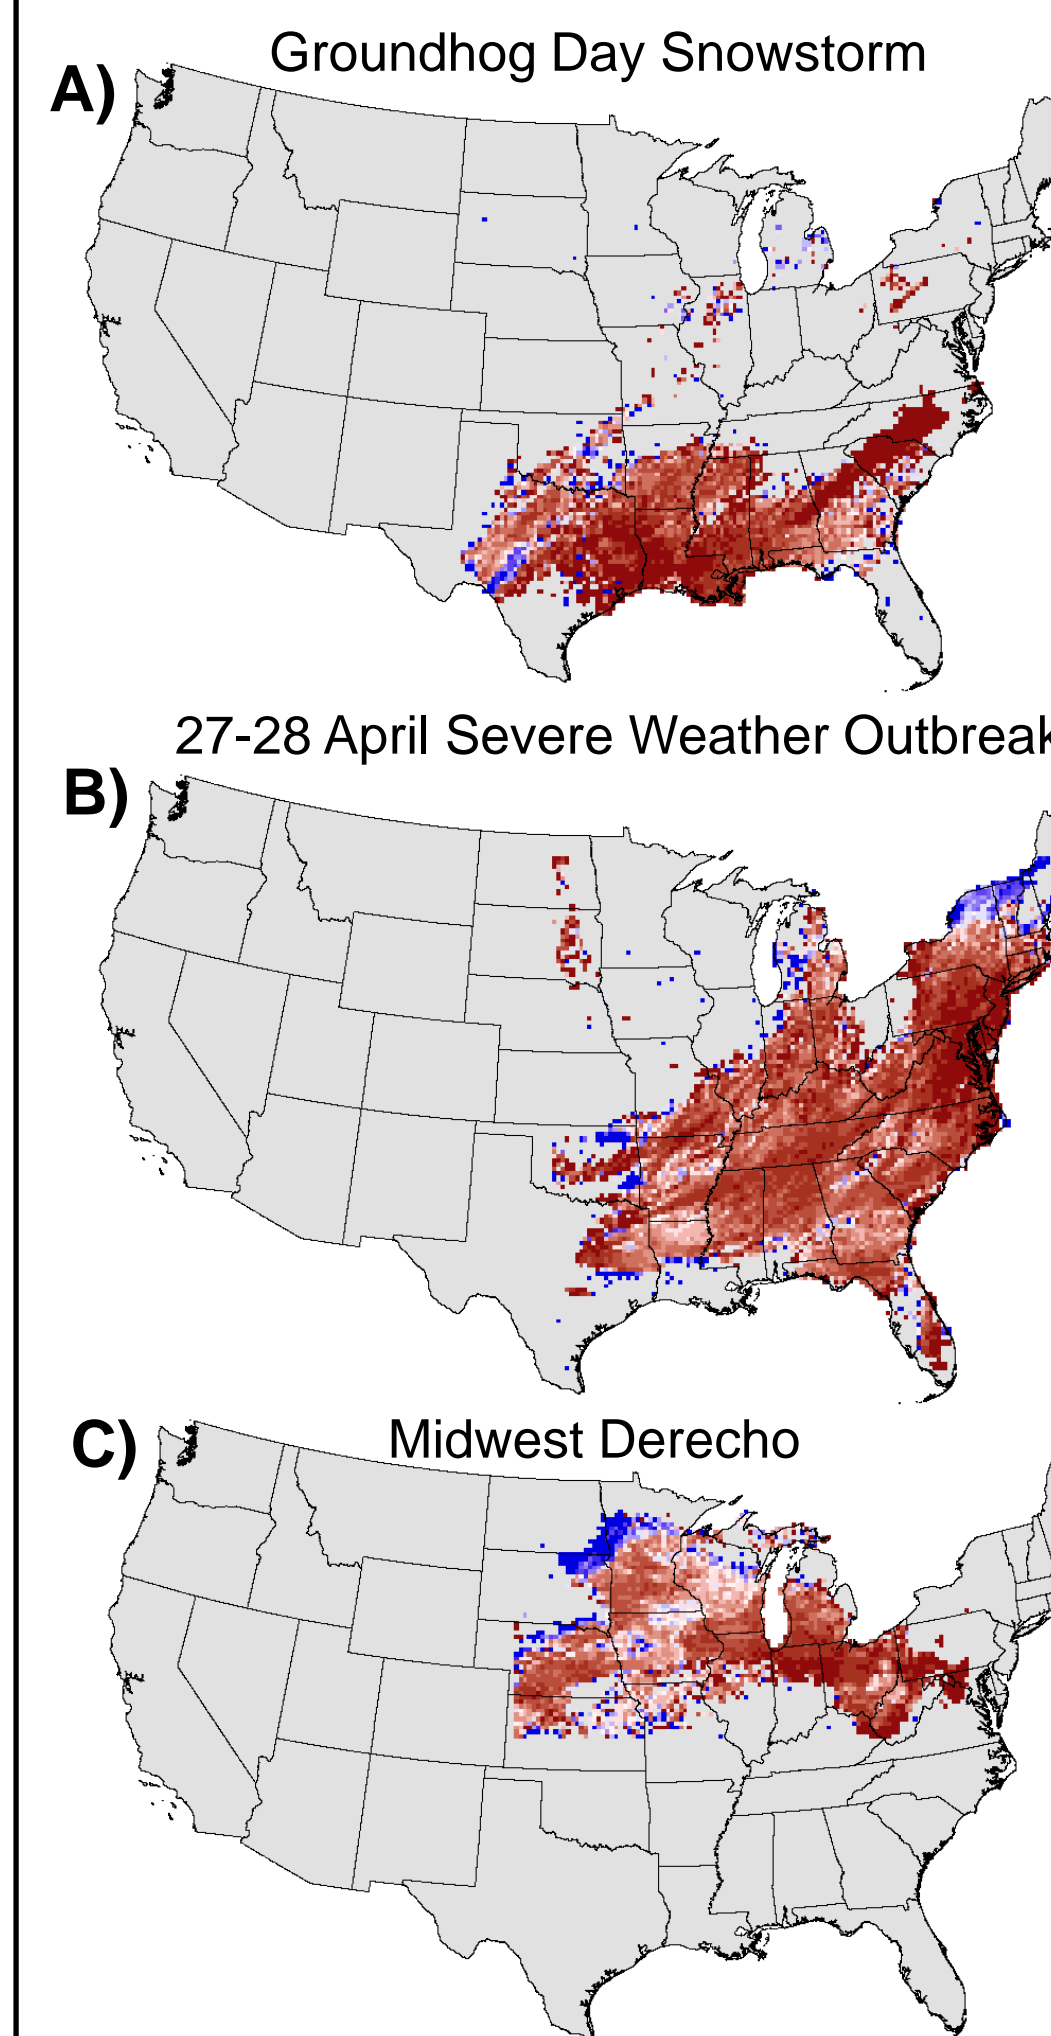 Groundhog Day Snowstorm
A)
27-28 April Severe Weather Outbreak
B)
C)
Midwest Derecho